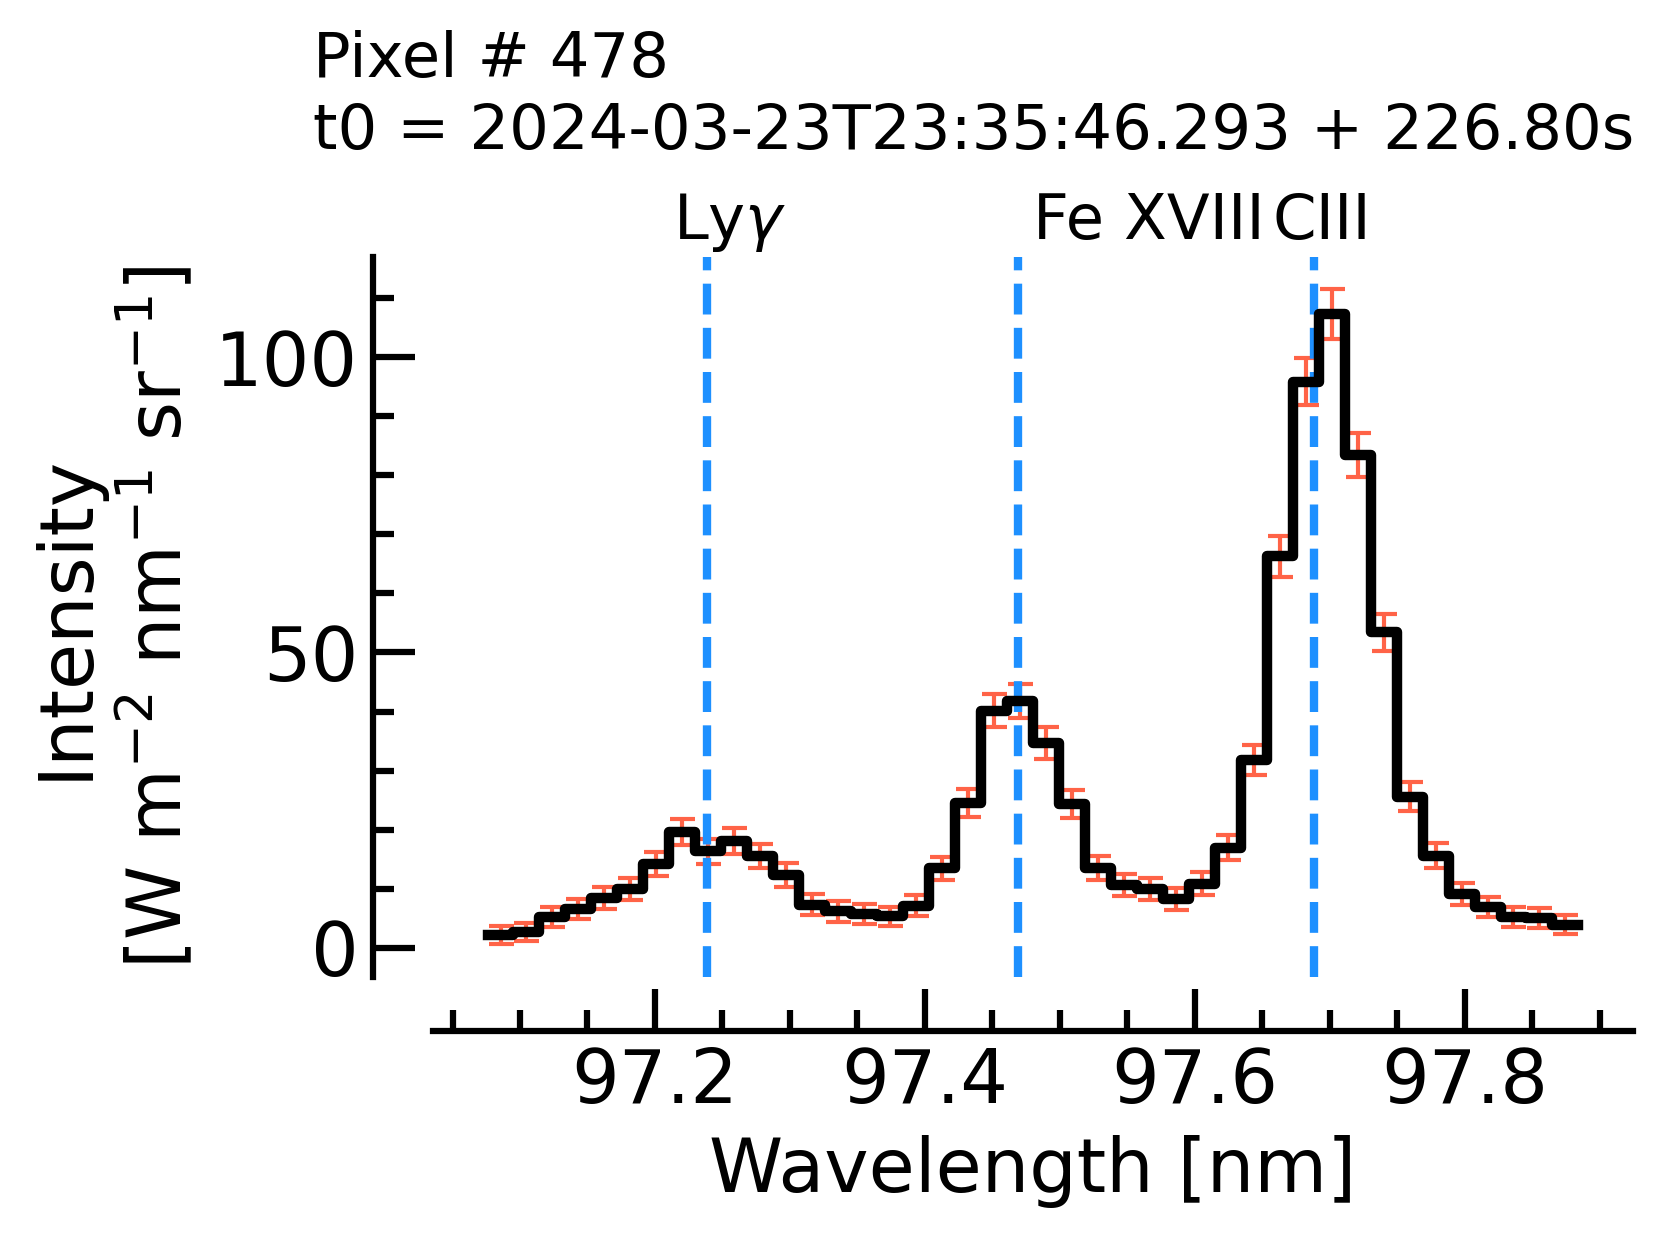 Pixel # 478
t0 = 2024-03-23T23:35:46.293 + 226.80s
Lyγ Fe XVIII CIII
Intensity
[W m⁻² nm⁻¹ sr⁻¹]
100
50
0
97.2 97.4 97.6 97.8
Wavelength [nm]